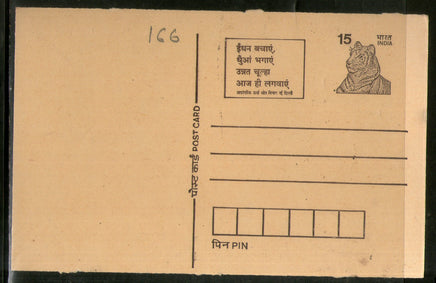 166
ईंधन बचाएं,
धुँआं भगाएं
उन्नत चूल्हा
आज ही लगवाएं
15 भारत
INDIA
पोस्ट कार्ड POST CARD
पिन PIN